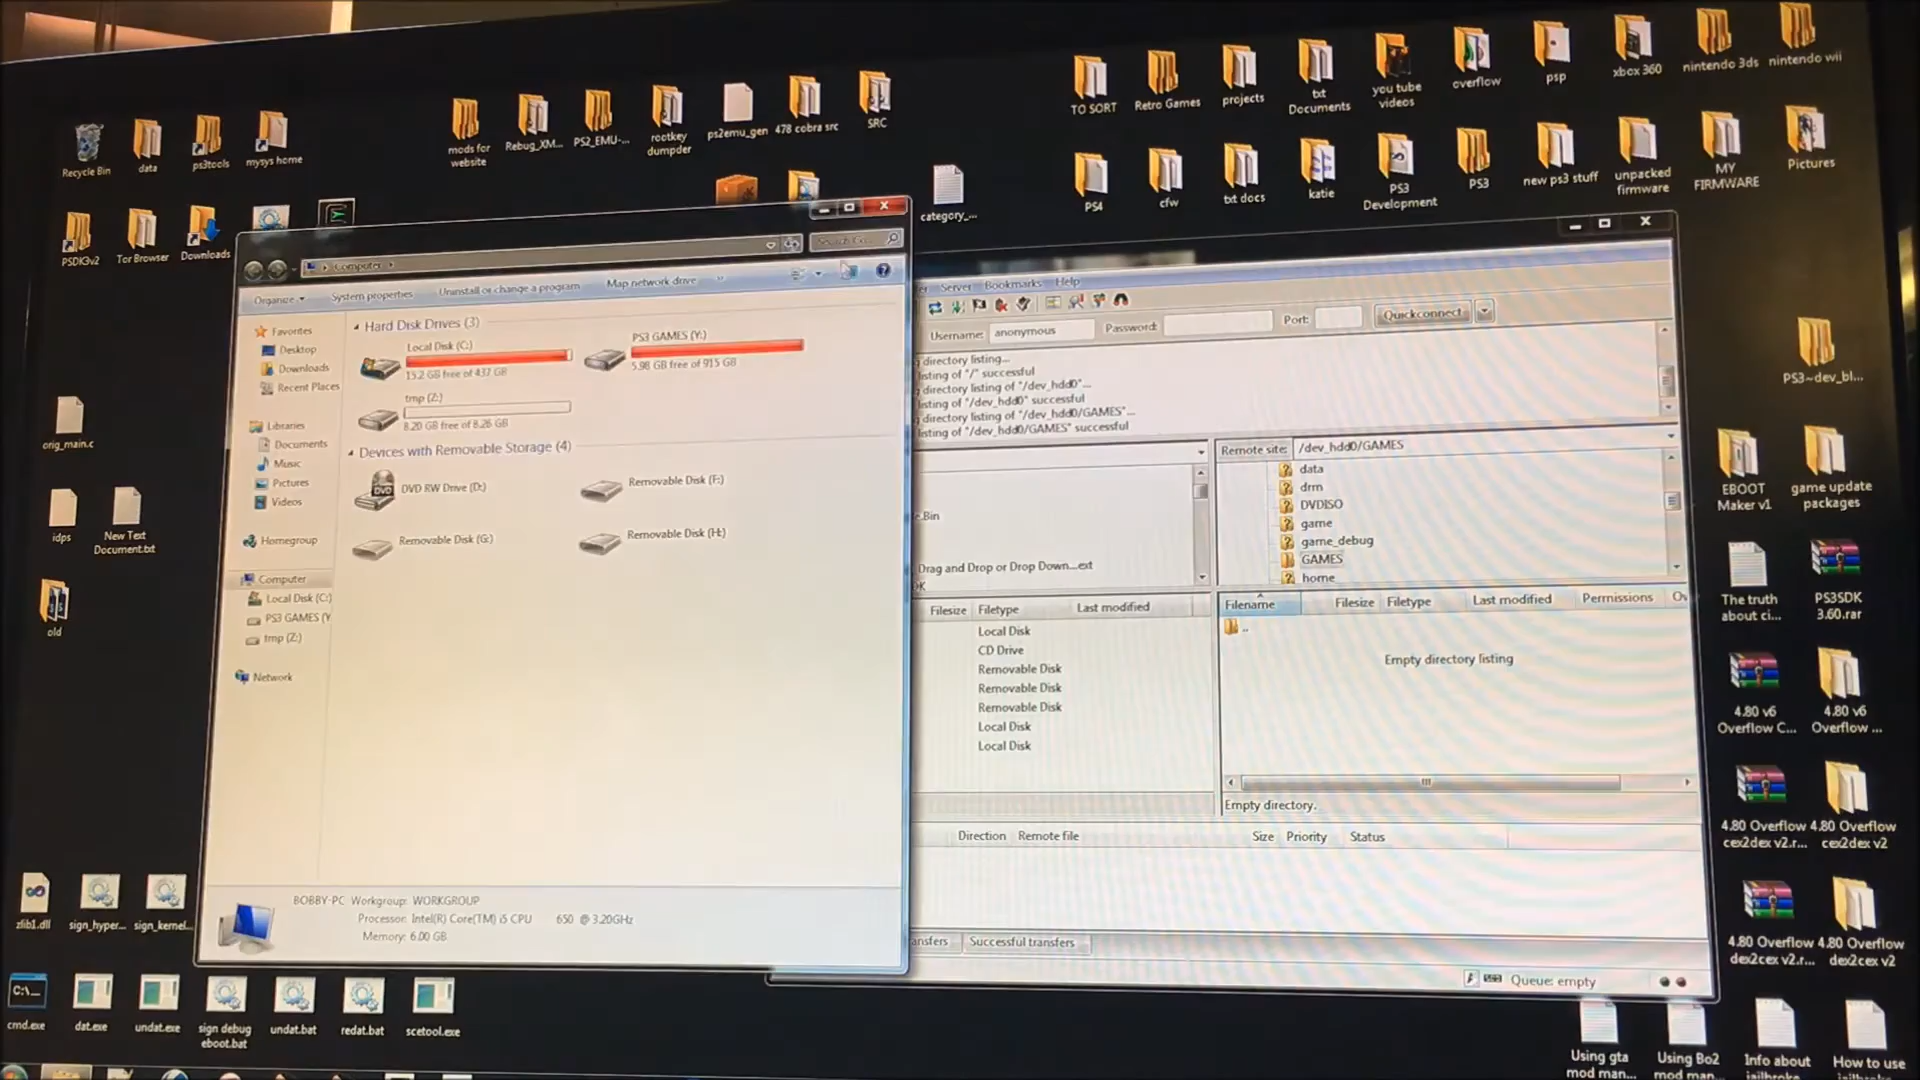 TO SORT
Retro Games
projects
txt
Documents
you tube
videos
overflow
psp
xbox 360
nintendo 3ds
nintendo wii
Recycle Bin
data
ps3tools
mysys home
mods for
website
Rebug_XM...
PS2_EMU-...
rootkey
dumpder
ps2emu_gen
478 cobra src
SRC
PS4
cfw
txt docs
katie
PS3
Development
PS3
new ps3 stuff
unpacked
firmware
MY
FIRMWARE
Pictures
PSDK3v2
Tor Browser
Downloads
category_...
Computer
Organize
System properties
Uninstall or change a program
Map network drive
Favorites
Desktop
Downloads
Recent Places
Libraries
Documents
Music
Pictures
Videos
Homegroup
Computer
Local Disk (C:)
PS3 GAMES (Y
tmp (Z:)
Network
Hard Disk Drives (3)
Local Disk (C:)
15.2 GB free of 437 GB
PS3 GAMES (Y:)
5.98 GB free of 915 GB
tmp (Z:)
8.20 GB free of 8.26 GB
Devices with Removable Storage (4)
DVD
DVD RW Drive (D:)
Removable Disk (F:)
Removable Disk (G:)
Removable Disk (H:)
BOBBY-PC Workgroup: WORKGROUP
Processor: Intel(R) Core(TM) i5 CPU 650 @ 3.20GHz
Memory: 6.00 GB
Server Bookmarks Help
Username: anonymous Password: Port: Quickconnect
directory listing...
listing of "/" successful
directory listing of "/dev_hdd0"...
listing of "/dev_hdd0" successful
directory listing of "/dev_hdd0/GAMES"...
listing of "/dev_hdd0/GAMES" successful
Remote site: /dev_hdd0/GAMES
data
drm
DVDISO
game
game_debug
GAMES
home
Bin
Drag and Drop or Drop Down...ext
Filesize Filetype Last modified
Local Disk
CD Drive
Removable Disk
Removable Disk
Removable Disk
Local Disk
Local Disk
Filename Filesize Filetype Last modified Permissions Ow
..
Empty directory listing
Empty directory.
Direction Remote file Size Priority Status
ansfers Successful transfers
Queue: empty
PS3~dev_bl...
EBOOT
Maker v1
game update
packages
The truth
about ci...
PS3SDK
3.60.rar
4.80 v6
Overflow C...
4.80 v6
Overflow ...
4.80 Overflow
cex2dex v2.r...
4.80 Overflow
cex2dex v2
4.80 Overflow
dex2cex v2.r...
4.80 Overflow
dex2cex v2
Using gta
mod man...
Using Bo2
mod man...
Info about
How to use
orig_main.c
idps
New Text
Document.txt
old
zlib1.dll
sign_hyper...
sign_kernel...
C:\...
cmd.exe
dat.exe
undat.exe
sign debug
eboot.bat
undat.bat
redat.bat
scetool.exe